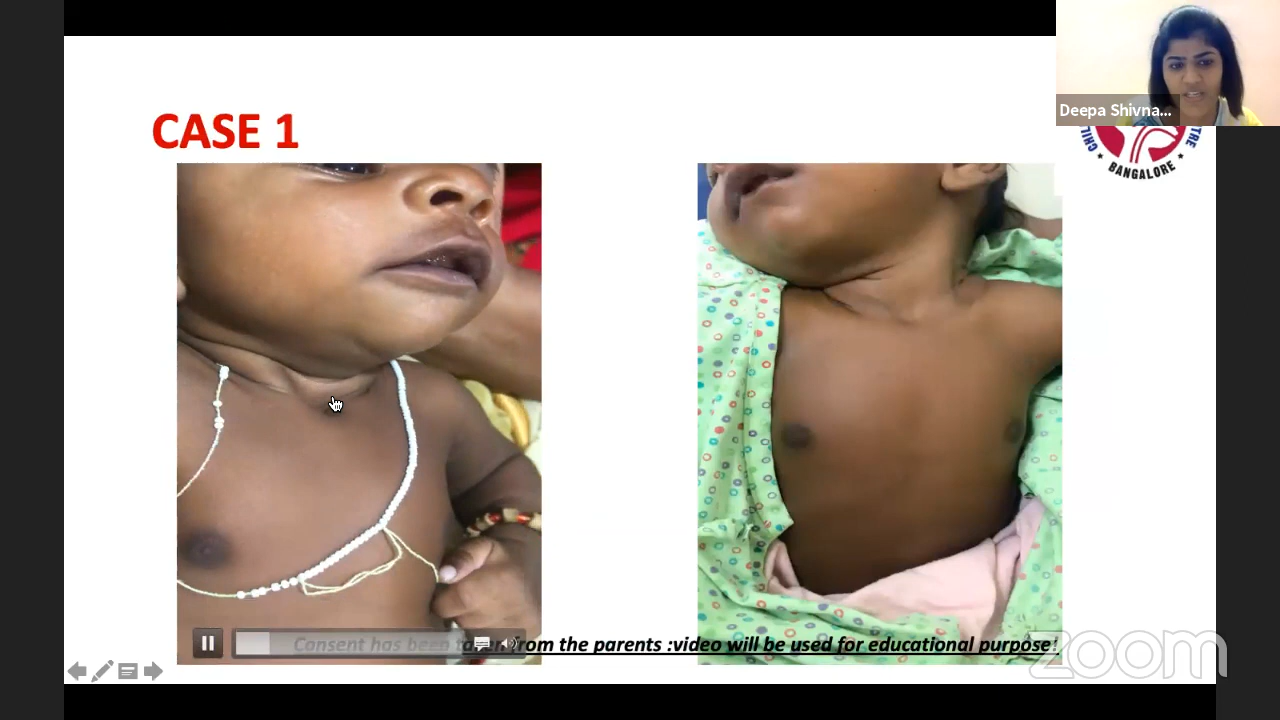 Deepa Shivna...
CASE 1
BANGALORE
Consent has been from the parents :video will be used for educational purpose!
zoom